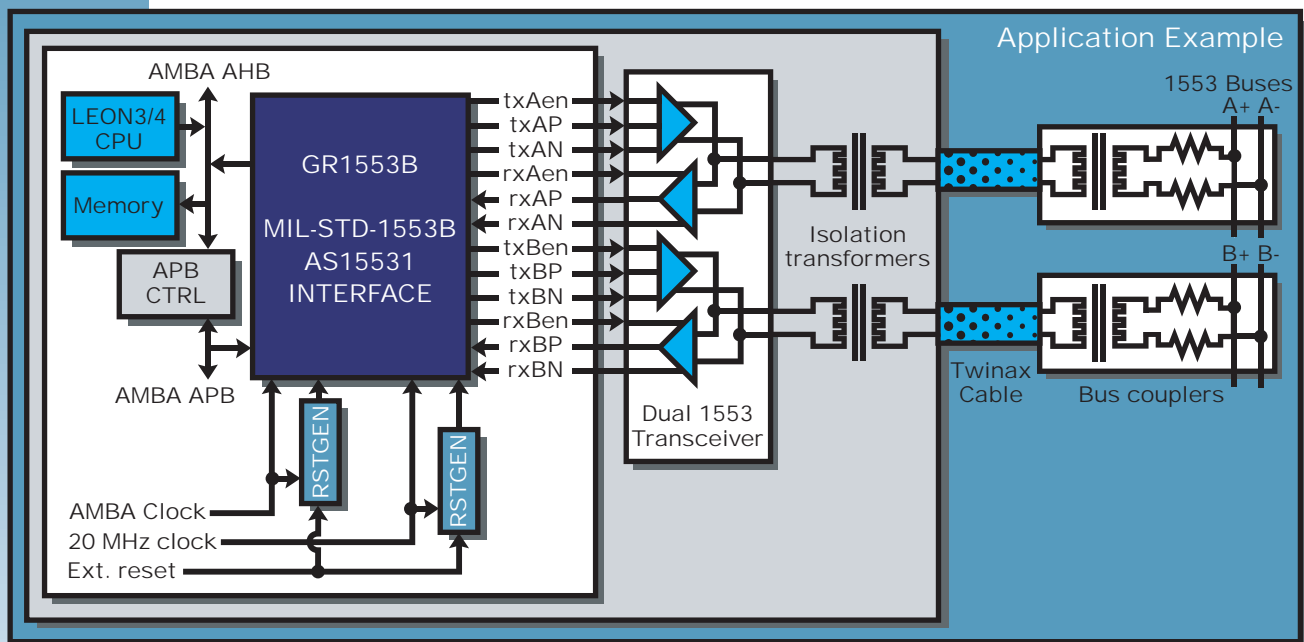 Application Example
AMBA AHB
LEON3/4
CPU
Memory
APB
CTRL
AMBA APB
GR1553B
MIL-STD-1553B
AS15531
INTERFACE
txAen
txAP
txAN
rxAen
rxAP
rxAN
txBen
txBP
txBN
rxBen
rxBP
rxBN
Dual 1553
Transceiver
Isolation
transformers
Twinax
Cable
1553 Buses
A+ A-
B+ B-
Bus couplers
RSTGEN
RSTGEN
AMBA Clock
20 MHz clock
Ext. reset